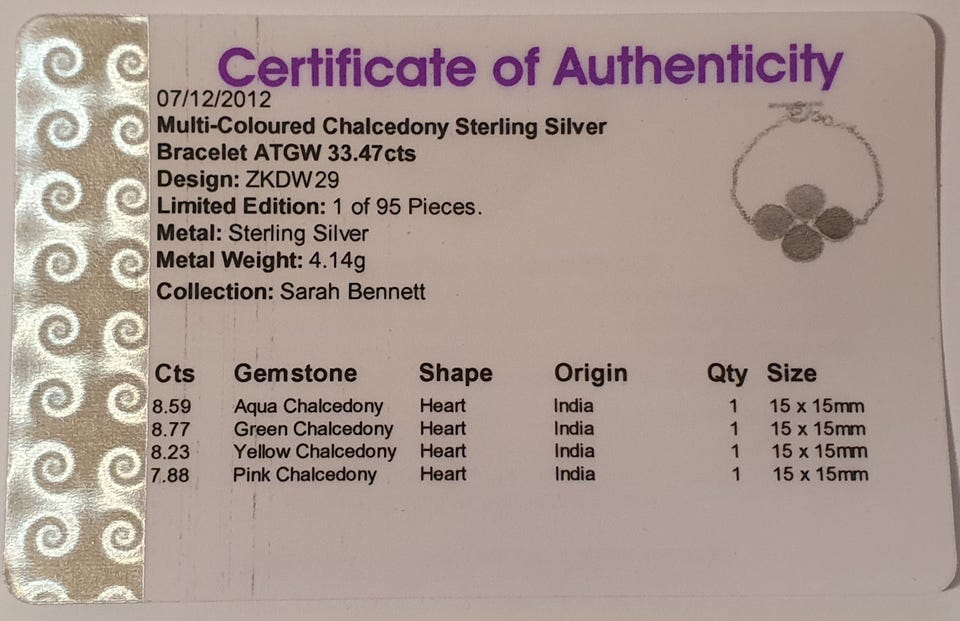 Certificate of Authenticity
07/12/2012
Multi-Coloured Chalcedony Sterling Silver
Bracelet ATGW 33.47cts
Design: ZKDW29
Limited Edition: 1 of 95 Pieces.
Metal: Sterling Silver
Metal Weight: 4.14g
Collection: Sarah Bennett
Cts Gemstone Shape Origin Qty Size
8.59 Aqua Chalcedony Heart India 1 15 x 15mm
8.77 Green Chalcedony Heart India 1 15 x 15mm
8.23 Yellow Chalcedony Heart India 1 15 x 15mm
7.88 Pink Chalcedony Heart India 1 15 x 15mm